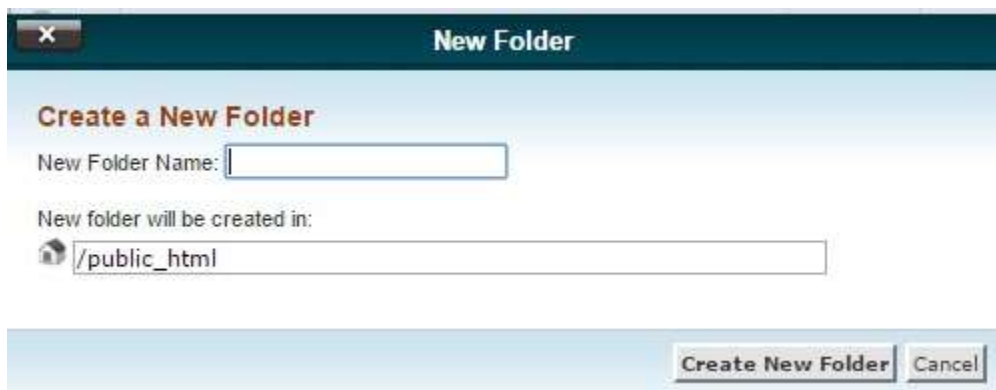 New Folder
Create a New Folder
New Folder Name:
New folder will be created in:
/public_html
Create New Folder Cancel